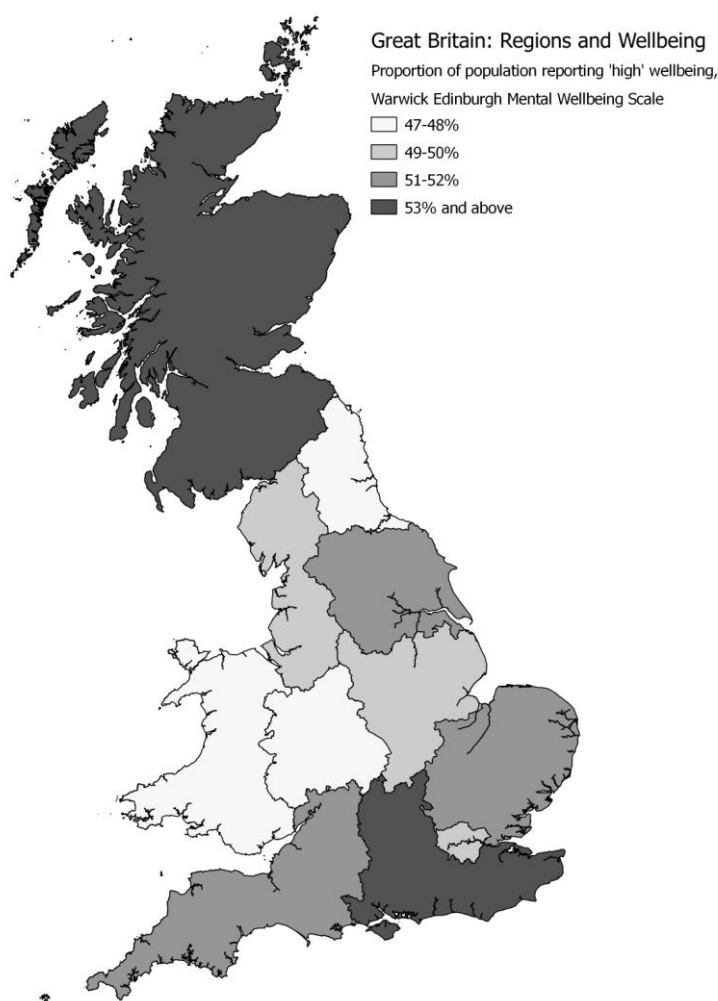 Great Britain: Regions and Wellbeing
Proportion of population reporting 'high' wellbeing,
Warwick Edinburgh Mental Wellbeing Scale
47-48%
49-50%
51-52%
53% and above